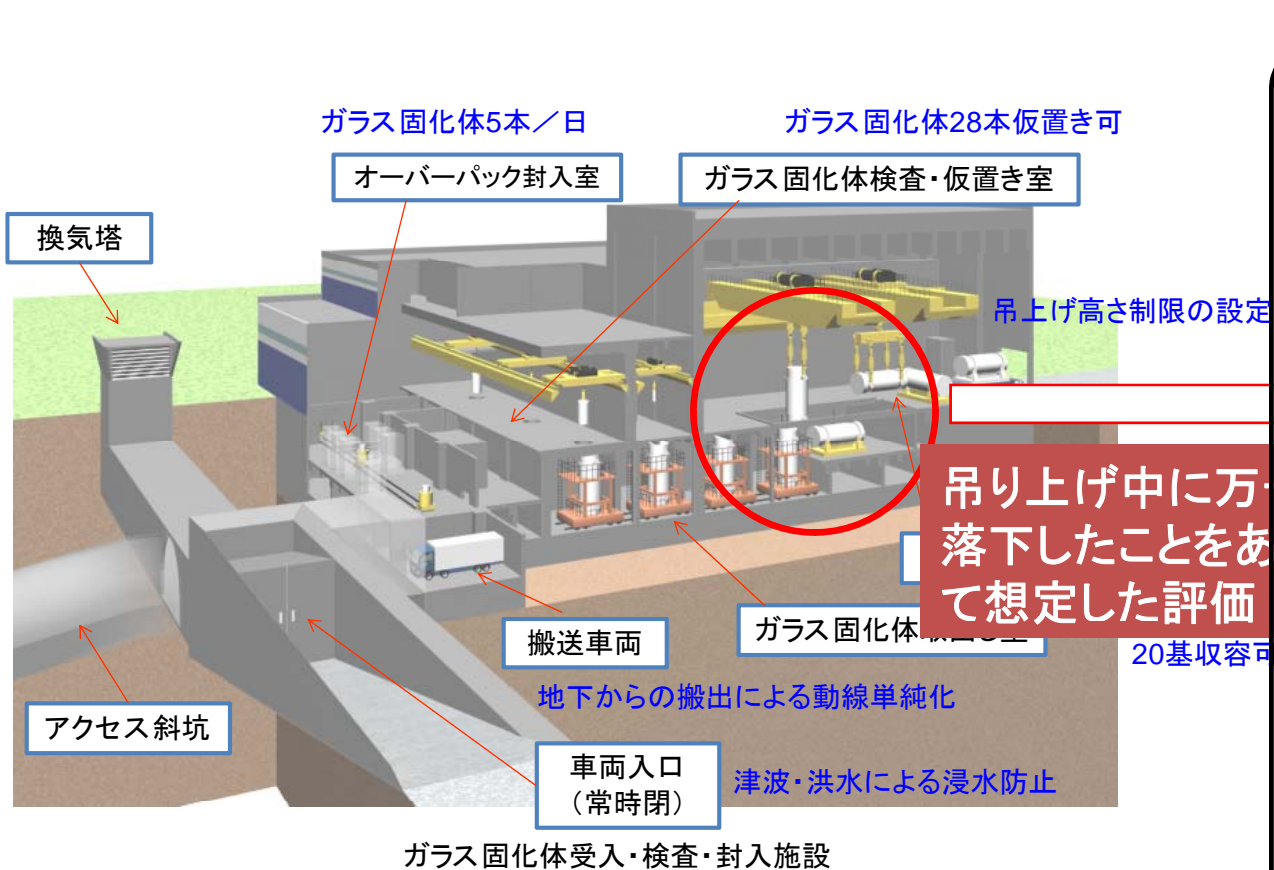 ガラス固化体5本／日
ガラス固化体28本仮置き可
オーバーパック封入室
ガラス固化体検査・仮置き室
換気塔
吊上げ高さ制限の設定
吊り上げ中に万
落下したことをあ
て想定した評価
ガラス固化体
20基収容可
搬送車両
地下からの搬出による動線単純化
アクセス斜坑
車両入口
（常時閉）
津波・洪水による浸水防止
ガラス固化体受入・検査・封入施設